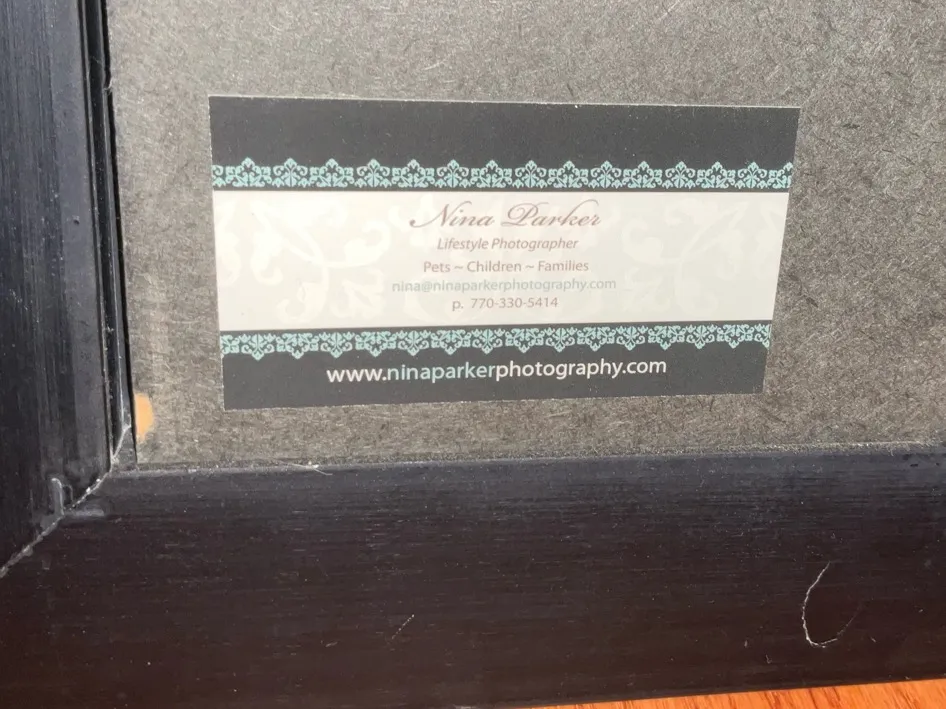 Nina Parker
Lifestyle Photographer
Pets ~ Children ~ Families
nina@ninaparkerphotography.com
p. 770-330-5414
www.ninaparkerphotography.com